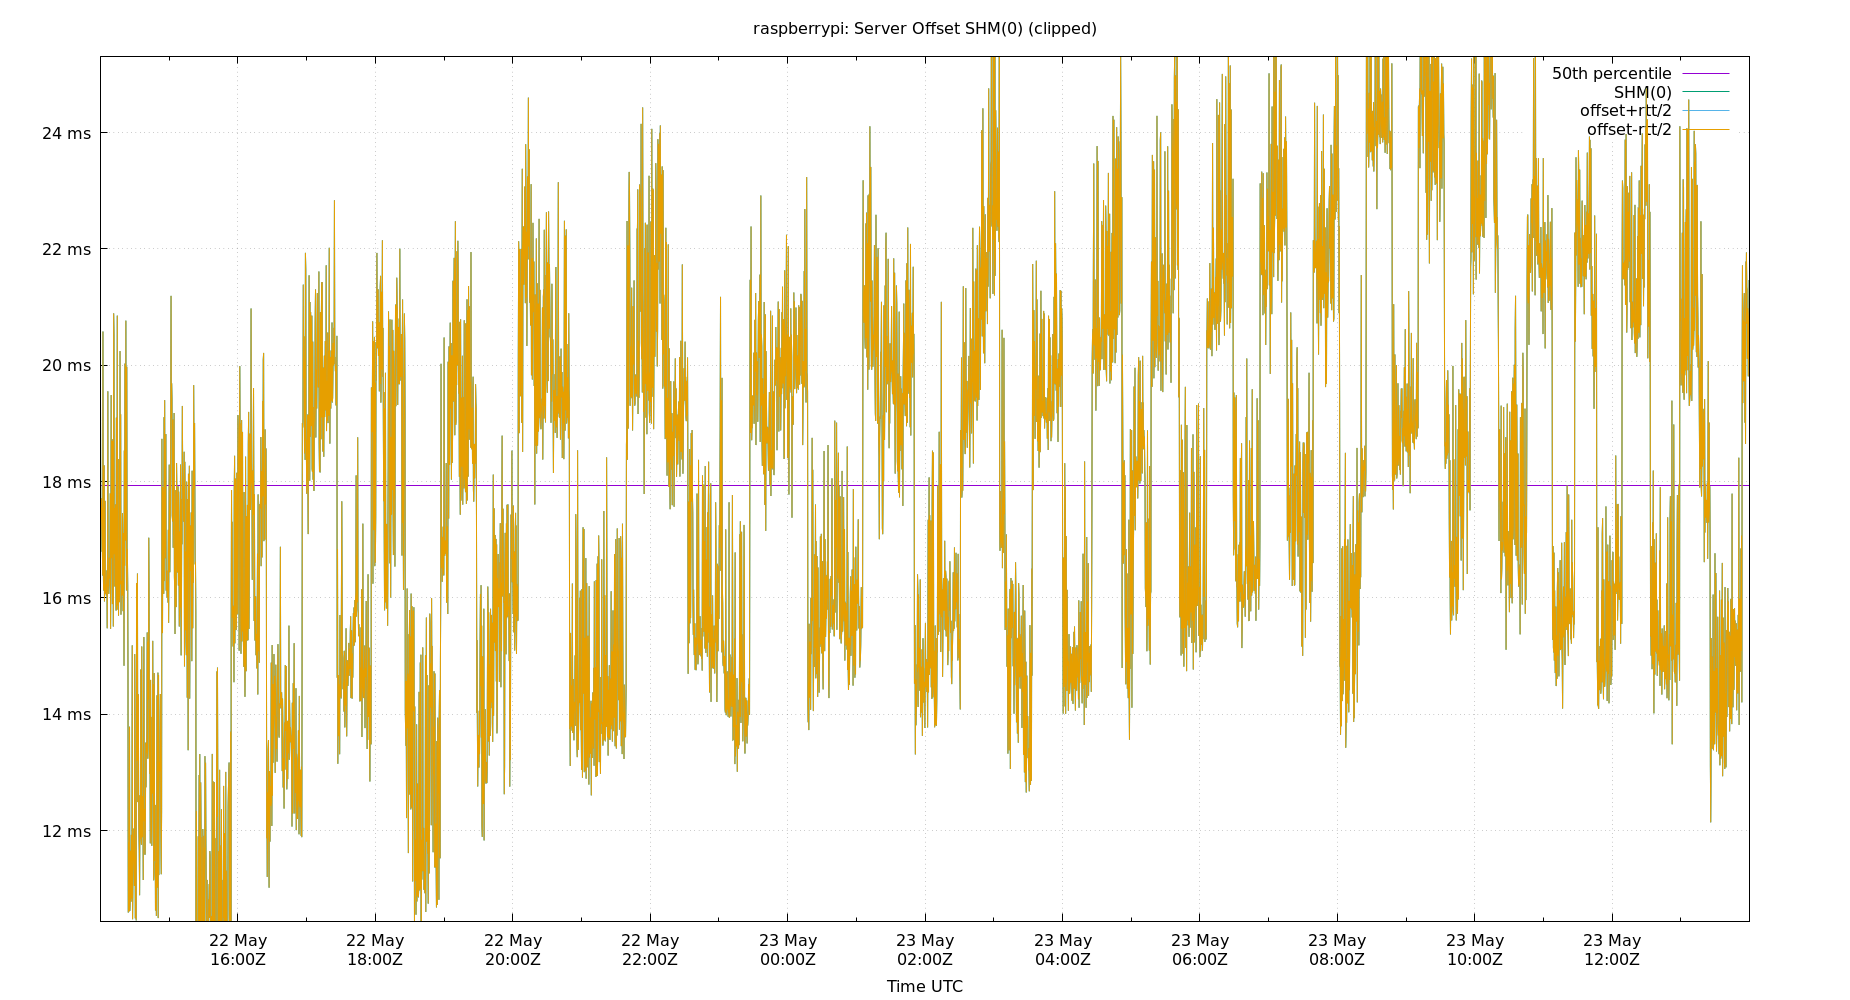 raspberrypi: Server Offset SHM(0) (clipped)
50th percentile
SHM(0)
offset+rtt/2
offset-rtt/2
24 ms
22 ms
20 ms
18 ms
16 ms
14 ms
12 ms
22 May 22 May 22 May 22 May 23 May 23 May 23 May 23 May 23 May 23 May 23 May
16:00Z 18:00Z 20:00Z 22:00Z 00:00Z 02:00Z 04:00Z 06:00Z 08:00Z 10:00Z 12:00Z
Time UTC